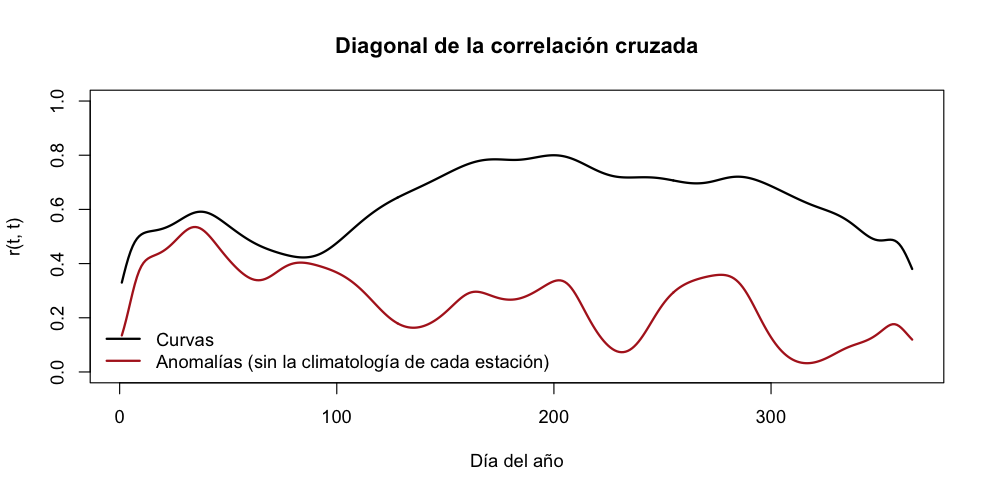 Diagonal de la correlación cruzada
r(t, t)
1.0
0.8
0.6
0.4
0.2
0.0
Curvas
Anomalías (sin la climatología de cada estación)
0 100 200 300
Día del año